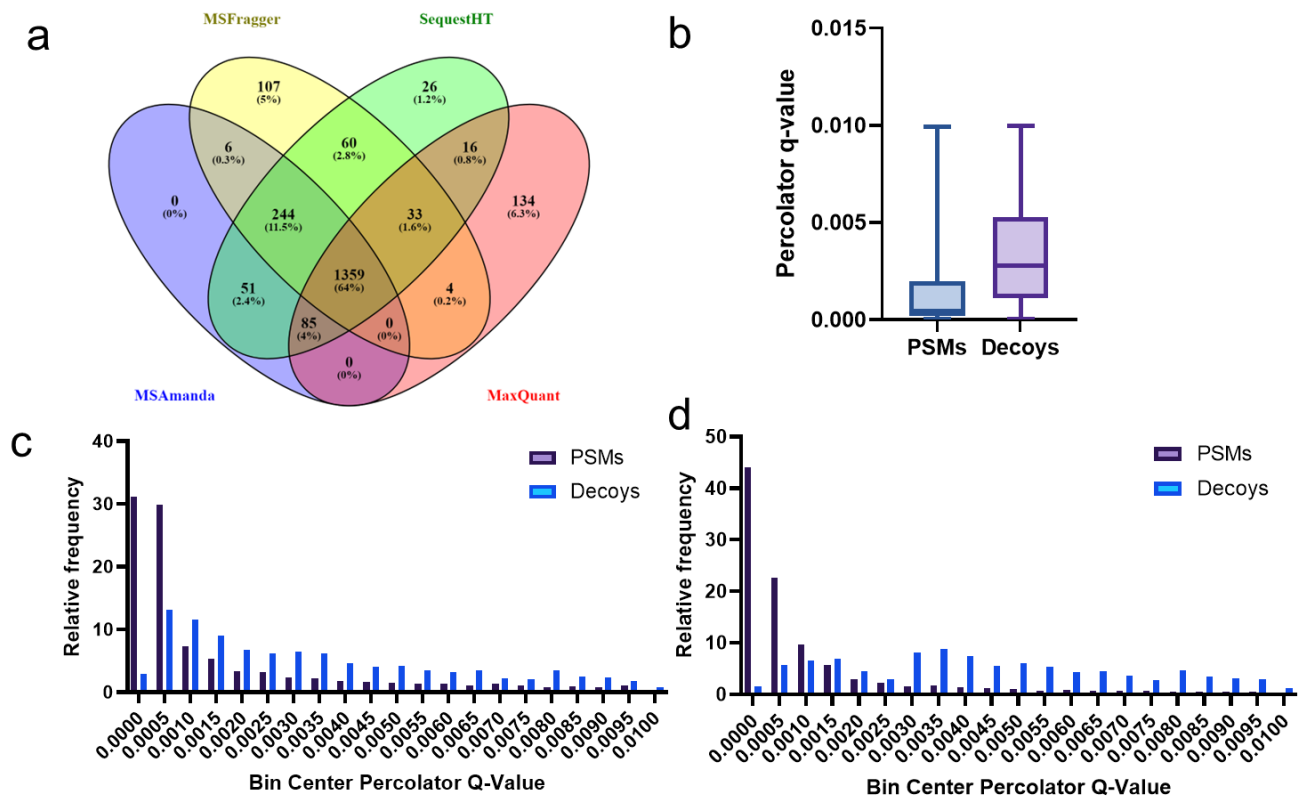 a
MSFragger
SequestHT
107
(5%)
26
(1.2%)
6
(0.3%)
60
(2.8%)
16
(0.8%)
0
(0%)
244
(11.5%)
33
(1.6%)
134
(6.3%)
51
(2.4%)
1359
(64%)
4
(0.2%)
85
(4%)
0
(0%)
0
(0%)
MSAmanda
MaxQuant
b
Percolator q-value
0.015
0.010
0.005
0.000
PSMs Decoys
c
Relative frequency
40
30
20
10
0
PSMs
Decoys
0.0000 0.0005 0.0010 0.0015 0.0020 0.0025 0.0030 0.0035 0.0040 0.0045 0.0050 0.0055 0.0060 0.0065 0.0070 0.0075 0.0080 0.0085 0.0090 0.0095 0.0100
Bin Center Percolator Q-Value
d
Relative frequency
50
40
30
20
10
0
PSMs
Decoys
0.0000 0.0005 0.0010 0.0015 0.0020 0.0025 0.0030 0.0035 0.0040 0.0045 0.0050 0.0055 0.0060 0.0065 0.0070 0.0075 0.0080 0.0085 0.0090 0.0095 0.0100
Bin Center Percolator Q-Value